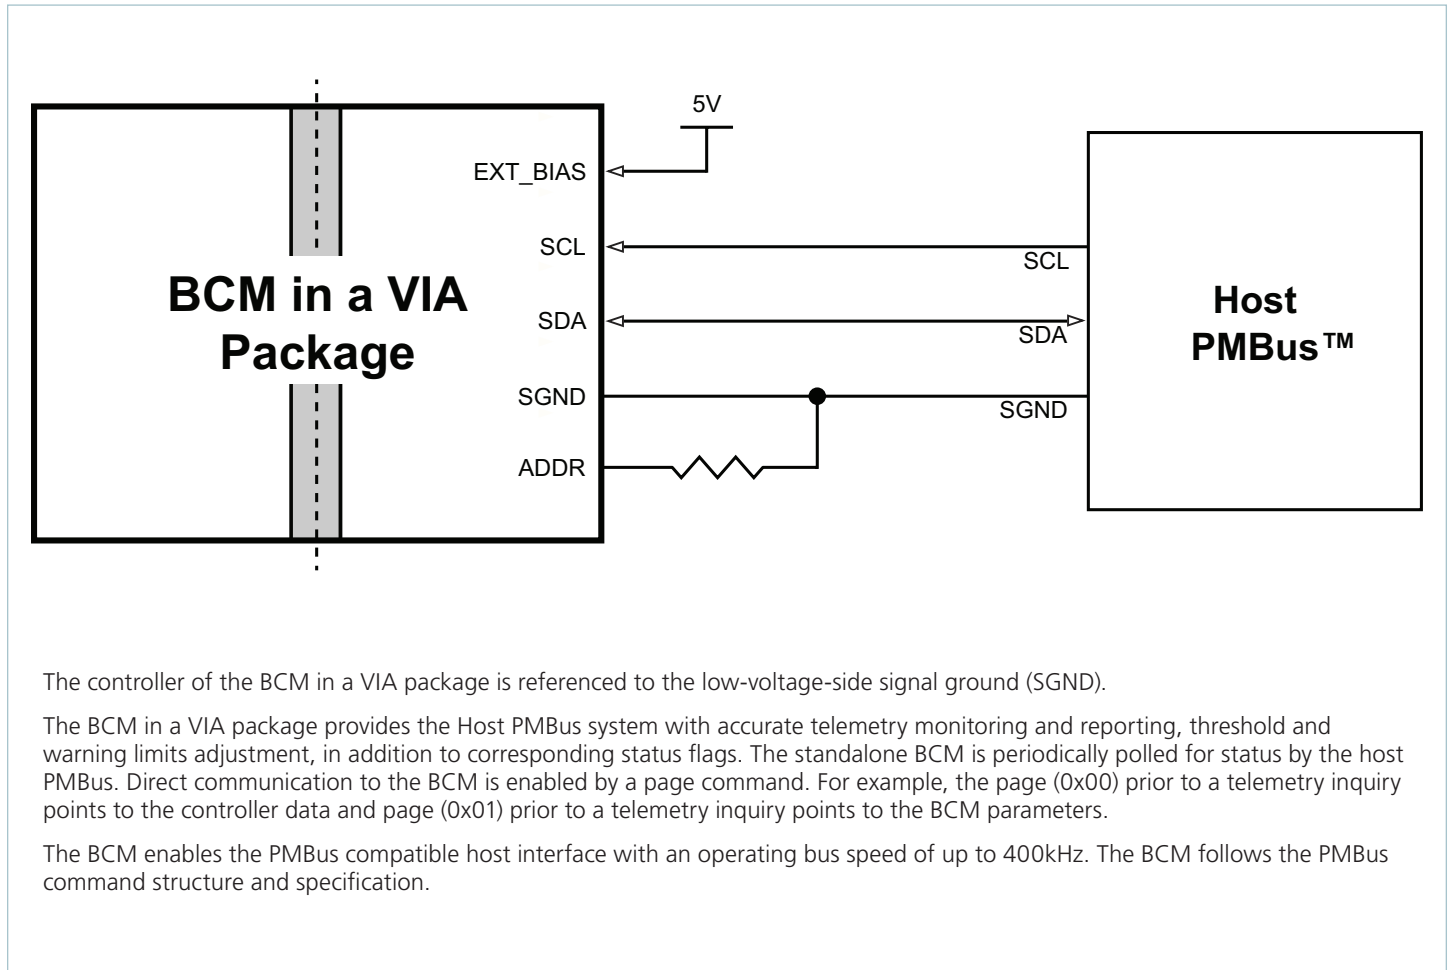 5V
EXT_BIAS
SCL
SCL
BCM in a VIA
Package
SDA
SDA
Host
PMBus™
SGND
SGND
ADDR
The controller of the BCM in a VIA package is referenced to the low-voltage-side signal ground (SGND).
The BCM in a VIA package provides the Host PMBus system with accurate telemetry monitoring and reporting, threshold and
warning limits adjustment, in addition to corresponding status flags. The standalone BCM is periodically polled for status by the host
PMBus. Direct communication to the BCM is enabled by a page command. For example, the page (0x00) prior to a telemetry inquiry
points to the controller data and page (0x01) prior to a telemetry inquiry points to the BCM parameters.
The BCM enables the PMBus compatible host interface with an operating bus speed of up to 400kHz. The BCM follows the PMBus
command structure and specification.